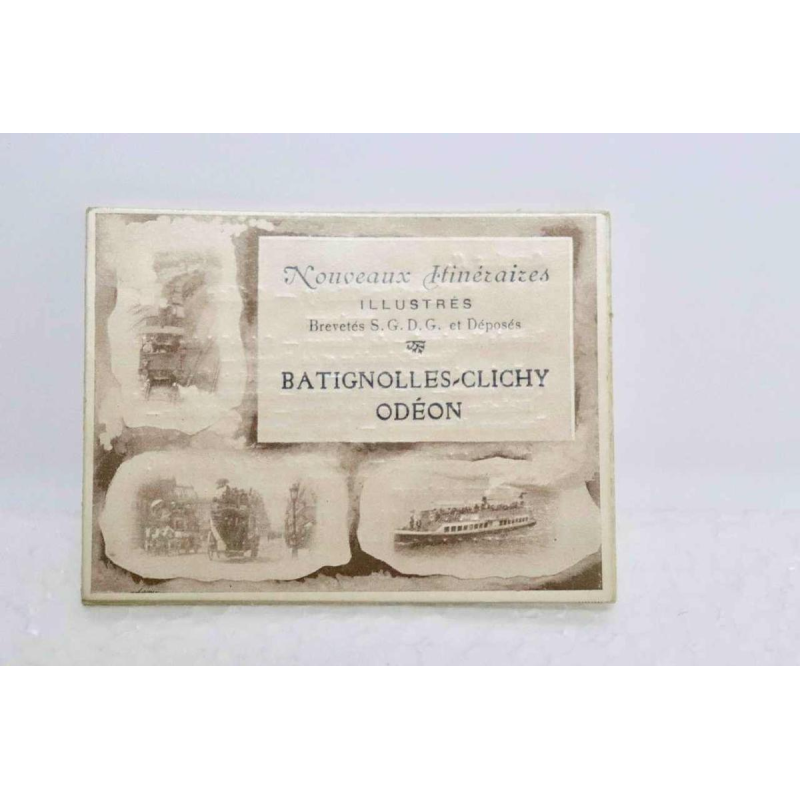 Nouveaux Itinéraires
ILLUSTRÉS
Brevetés S.G.D.G. et Déposés
BATIGNOLLES-CLICHY
ODÉON